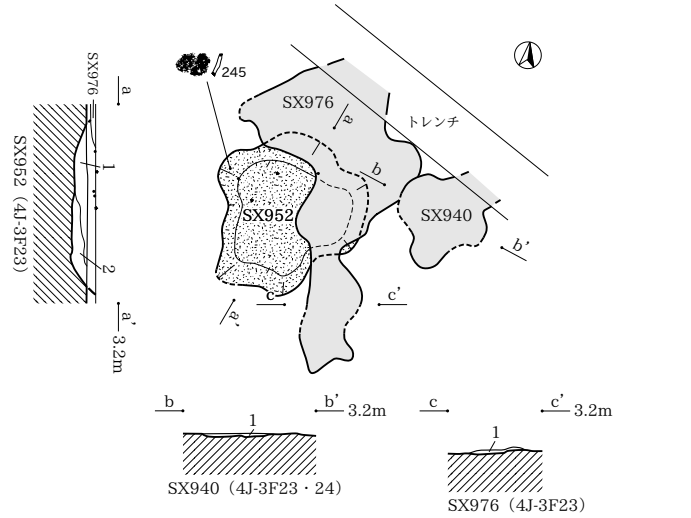 245
SX976
a
トレンチ
b
SX952
SX940
b’
c
c’
a’
SX976
a
1
2
SX952（4J-3F23）
a’
3.2m
b
b’
3.2m
1
SX940（4J-3F23・24）
c
c’
3.2m
1
SX976（4J-3F23）